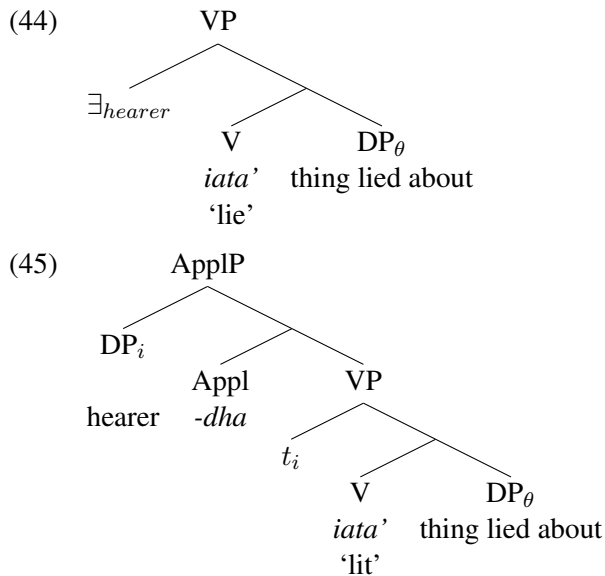 (44) VP
∃hearer
V DPθ
iata’ thing lied about
‘lie’
(45) ApplP
DPi
Appl VP
hearer -dha
ti
V DPθ
iata’ thing lied about
‘lit’